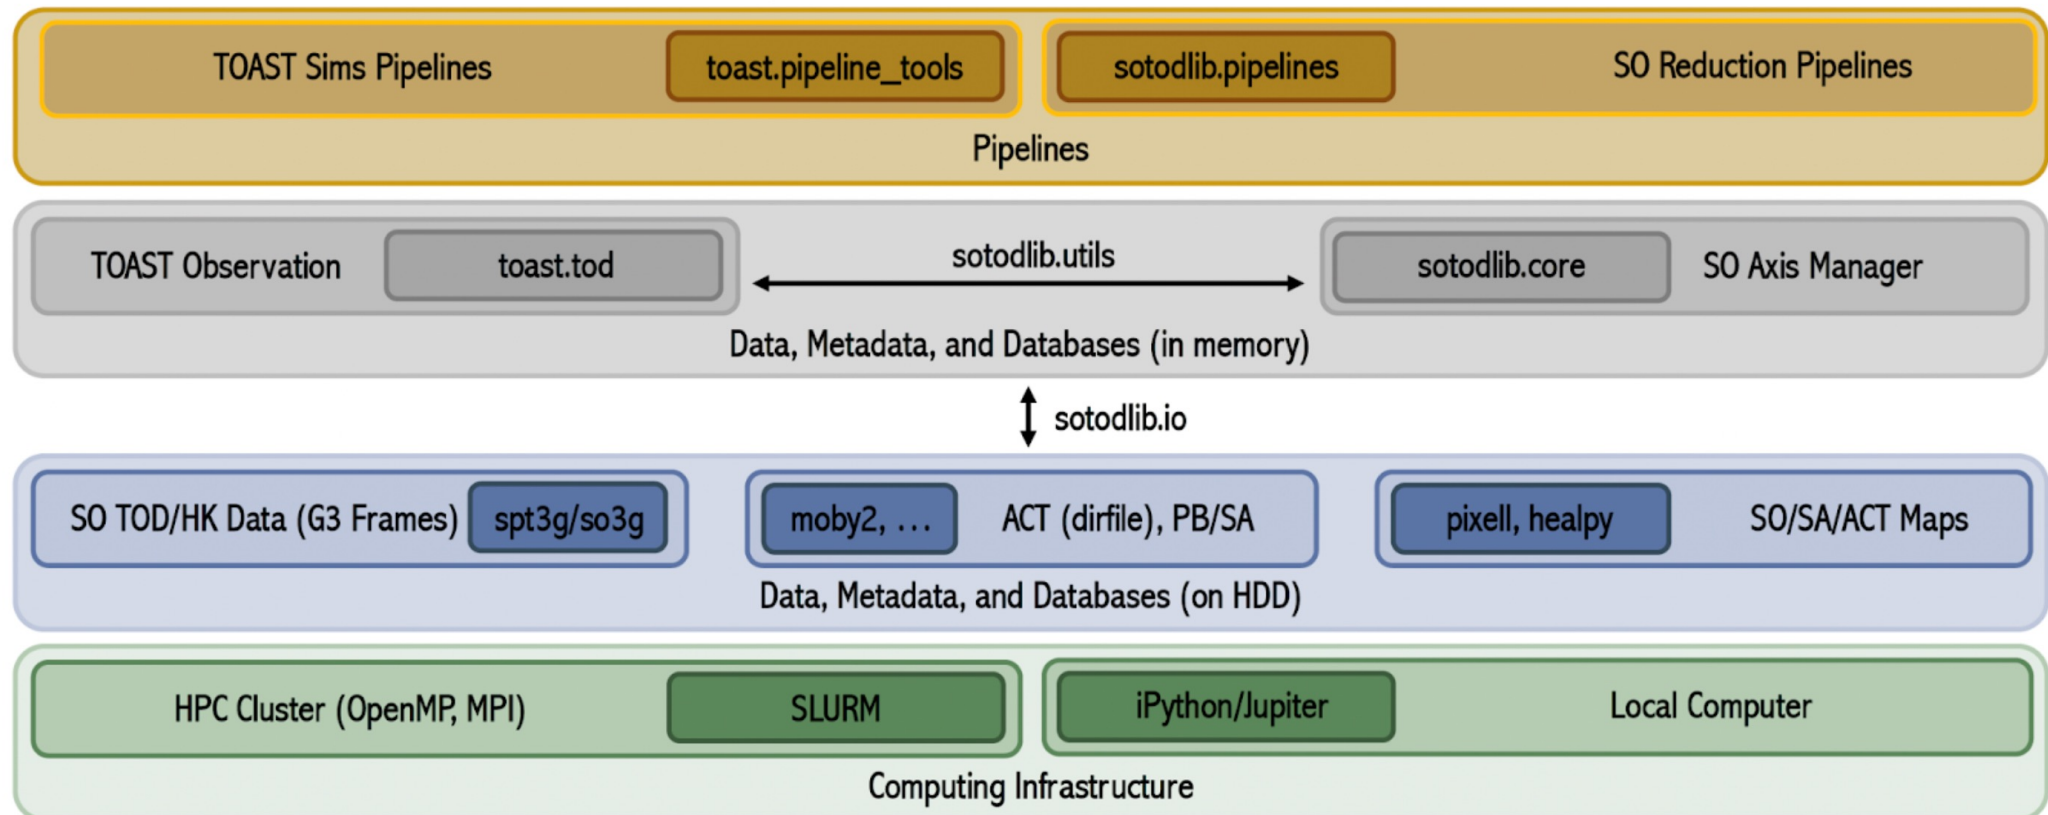 TOAST Sims Pipelines toast.pipeline_tools sotodlib.pipelines SO Reduction Pipelines
Pipelines
TOAST Observation toast.tod sotodlib.utils sotodlib.core SO Axis Manager
Data, Metadata, and Databases (in memory)
sotodlib.io
SO TOD/HK Data (G3 Frames) spt3g/so3g moby2, ... ACT (dirfile), PB/SA pixell, healpy SO/SA/ACT Maps
Data, Metadata, and Databases (on HDD)
HPC Cluster (OpenMP, MPI) SLURM iPython/Jupiter Local Computer
Computing Infrastructure